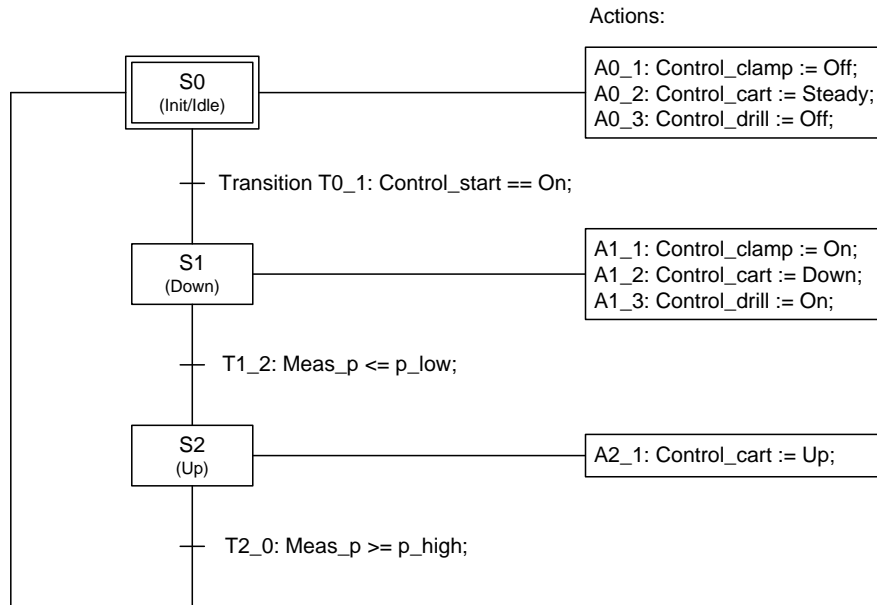 Actions:
S0
(Init/Idle)
A0_1: Control_clamp := Off;
A0_2: Control_cart := Steady;
A0_3: Control_drill := Off;
Transition T0_1: Control_start == On;
S1
(Down)
A1_1: Control_clamp := On;
A1_2: Control_cart := Down;
A1_3: Control_drill := On;
T1_2: Meas_p <= p_low;
S2
(Up)
A2_1: Control_cart := Up;
T2_0: Meas_p >= p_high;